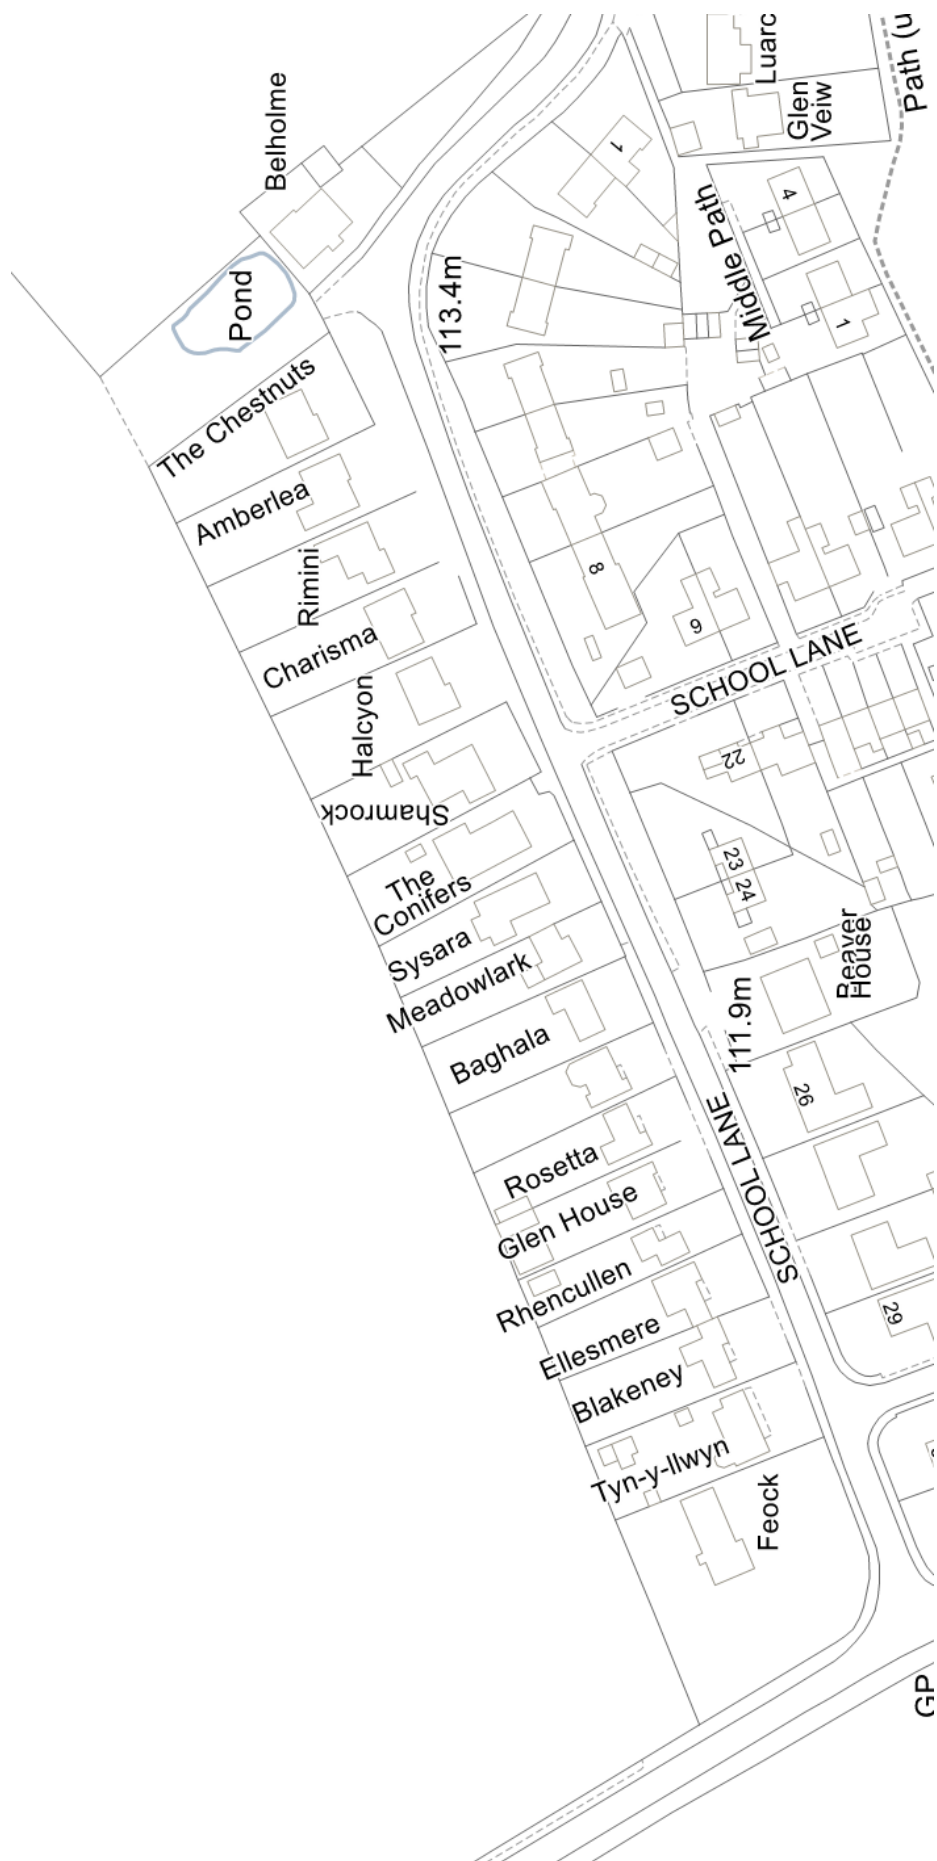 Belholme
Luarc
Path (u
Glen
Veiw
1
4
Middle Path
113.4m
Pond
1
The Chestnuts
Amberlea
Rimini
8
9
Charisma
SCHOOL LANE
Halcyon
22
Shamrock
The
Conifers
23
24
Sysara
Beaver
House
Meadowlark
111.9m
Baghala
26
SCHOOL LANE
Rosetta
Glen House
Rhencullen
29
Ellesmere
Blakeney
Tyn-y-llwyn
Feock
GP